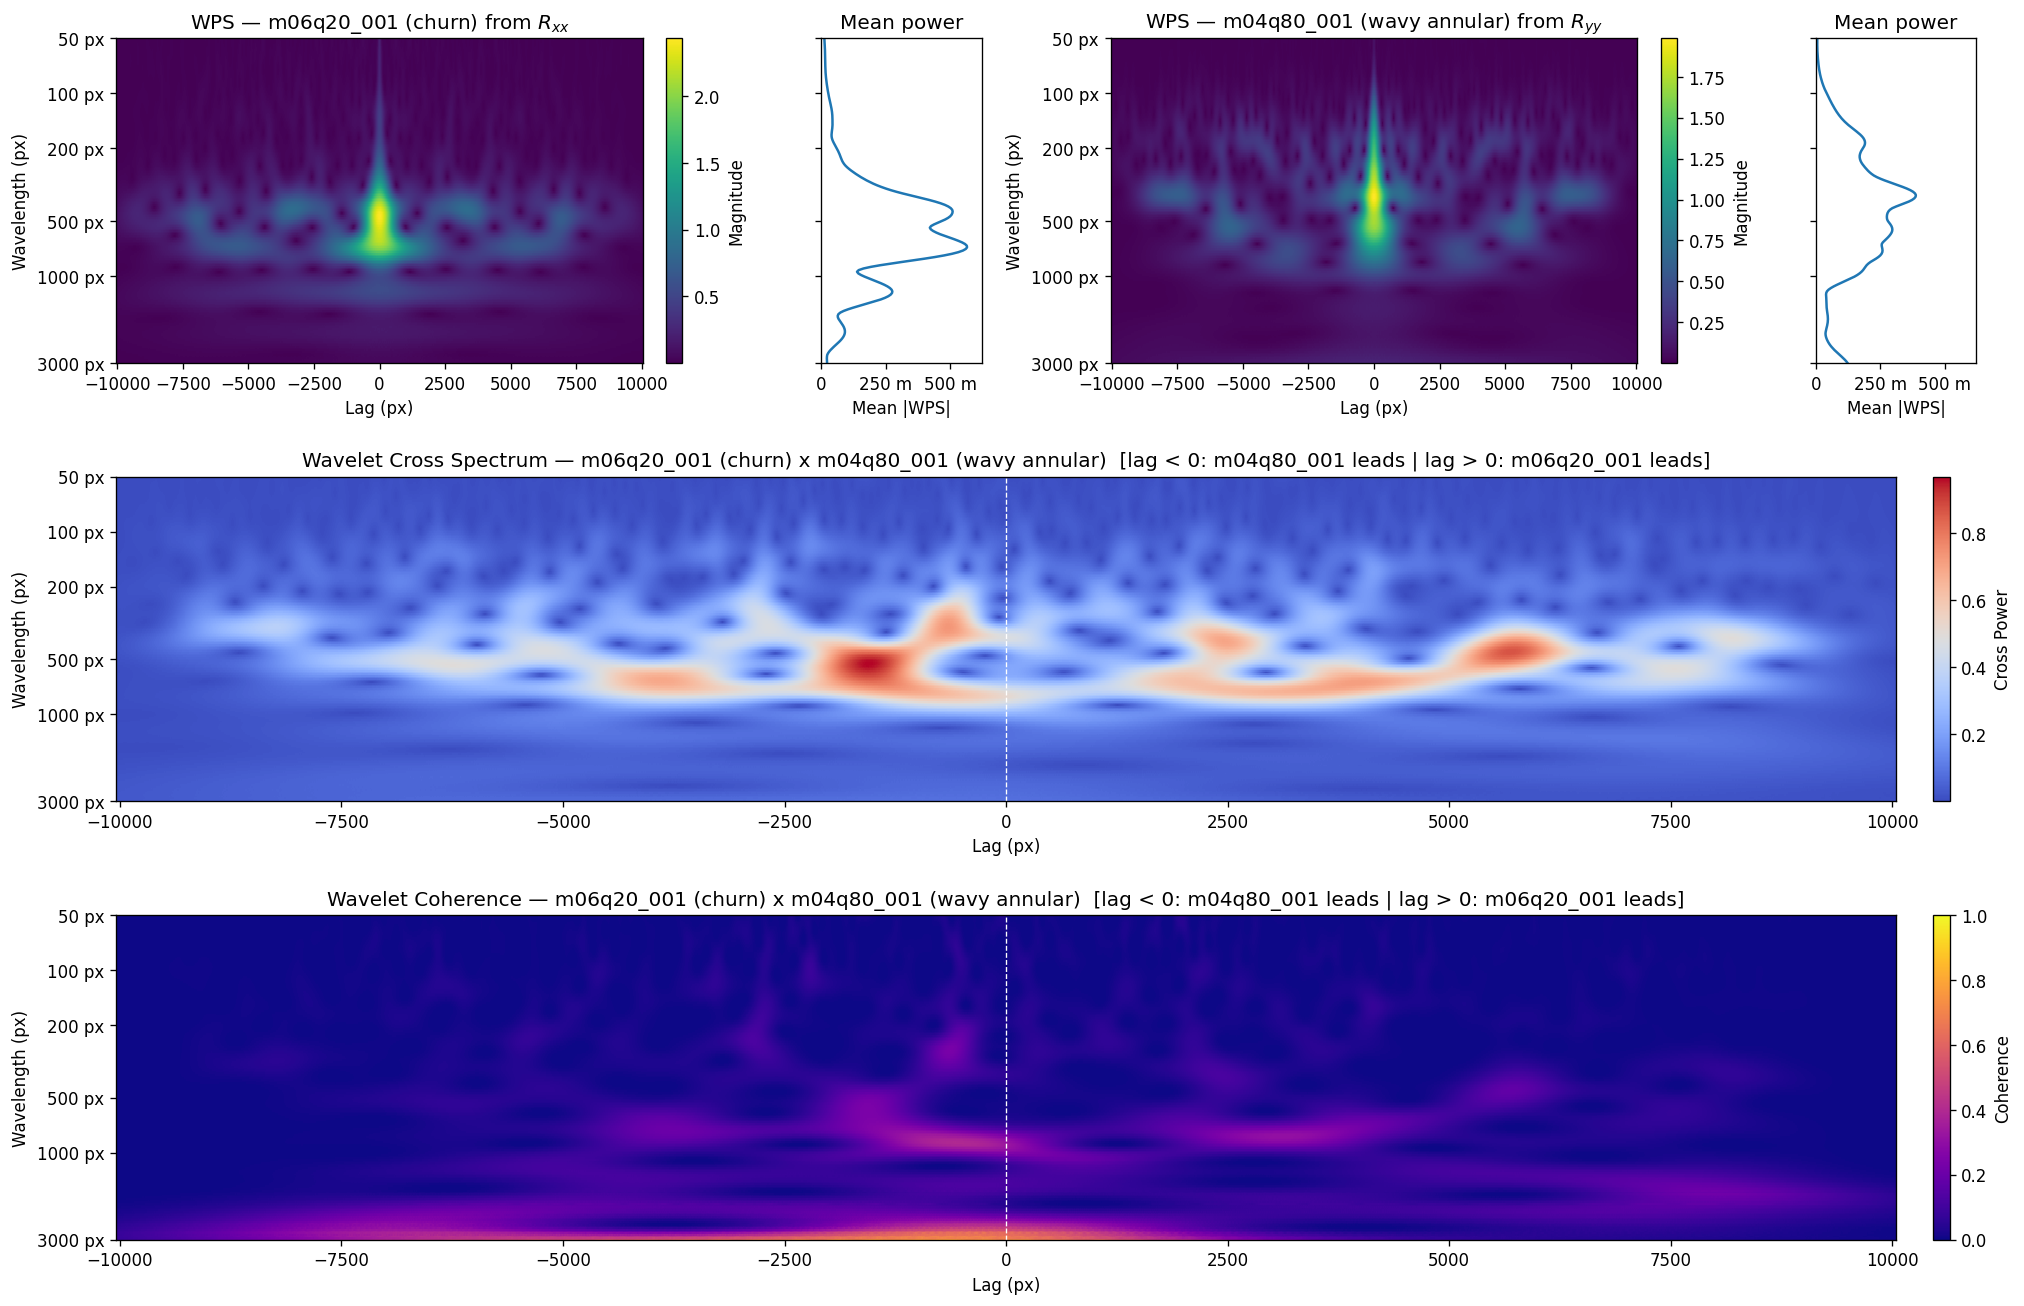 WPS — m06q20_001 (churn) from Rxx
Mean power
WPS — m04q80_001 (wavy annular) from Ryy
Mean power
Wavelength (px)
50 px
100 px
200 px
500 px
1000 px
3000 px
−10000 −7500 −5000 −2500 0 2500 5000 7500 10000
Lag (px)
2.0
1.5
1.0
0.5
Magnitude
0 250 m 500 m
Mean |WPS|
Wavelength (px)
50 px
100 px
200 px
500 px
1000 px
3000 px
−10000 −7500 −5000 −2500 0 2500 5000 7500 10000
Lag (px)
1.75
1.50
1.25
1.00
0.75
0.50
0.25
Magnitude
0 250 m 500 m
Mean |WPS|
Wavelet Cross Spectrum — m06q20_001 (churn) x m04q80_001 (wavy annular) [lag < 0: m04q80_001 leads | lag > 0: m06q20_001 leads]
Wavelength (px)
50 px
100 px
200 px
500 px
1000 px
3000 px
−10000 −7500 −5000 −2500 0 2500 5000 7500 10000
Lag (px)
0.8
0.6
0.4
0.2
Cross Power
Wavelet Coherence — m06q20_001 (churn) x m04q80_001 (wavy annular) [lag < 0: m04q80_001 leads | lag > 0: m06q20_001 leads]
Wavelength (px)
50 px
100 px
200 px
500 px
1000 px
3000 px
−10000 −7500 −5000 −2500 0 2500 5000 7500 10000
Lag (px)
1.0
0.8
0.6
0.4
0.2
0.0
Coherence